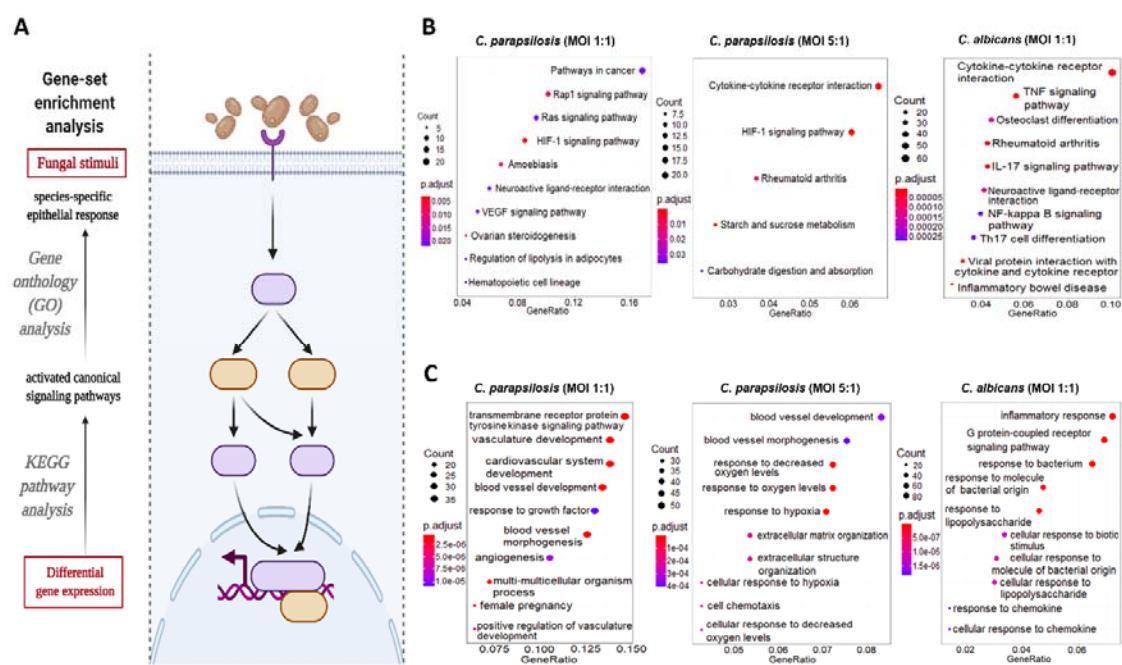 A
Gene-set
enrichment
analysis
Fungal stimuli
species-specific
epithelial response
Gene
onthology
(GO)
analysis
activated canonical
signaling pathways
KEGG
pathway
analysis
Differential
gene expression
B
C. parapsilosis (MOI 1:1)
Count
5
10
15
20
p.adjust
0.005
0.010
0.015
0.020
Pathways in cancer
Rap1 signaling pathway
Ras signaling pathway
HIF-1 signaling pathway
Amoebiasis
Neuroactive ligand-receptor interaction
VEGF signaling pathway
Ovarian steroidogenesis
Regulation of lipolysis in adipocytes
Hematopoietic cell lineage
0.04 0.08 0.12 0.16
GeneRatio
C. parapsilosis (MOI 5:1)
Count
7.5
10.0
12.5
15.0
17.5
20.0
p.adjust
0.01
0.02
0.03
Cytokine-cytokine receptor interaction
HIF-1 signaling pathway
Rheumatoid arthritis
Starch and sucrose metabolism
Carbohydrate digestion and absorption
0.03 0.04 0.05 0.06
GeneRatio
C. albicans (MOI 1:1)
Count
20
30
40
50
60
p.adjust
0.00005
0.00010
0.00015
0.00020
0.00025
Cytokine-cytokine receptor
interaction
TNF signaling
pathway
Osteoclast differentiation
Rheumatoid arthritis
IL-17 signaling pathway
Neuroactive ligand-receptor
interaction
NF-kappa B signaling
pathway
Th17 cell differentiation
Viral protein interaction with
cytokine and cytokine receptor
Inflammatory bowel disease
0.04 0.06 0.08 0.10
GeneRatio
C
C. parapsilosis (MOI 1:1)
Count
20
25
30
35
p.adjust
2.5e-06
5.0e-06
7.5e-06
1.0e-05
transmembrane receptor protein
tyrosine kinase signaling pathway
vasculature development
cardiovascular system
development
blood vessel development
response to growth factor
blood vessel
morphogenesis
angiogenesis
multi-multicellular organism
process
female pregnancy
positive regulation of vasculature
development
0.075 0.100 0.125 0.150
GeneRatio
C. parapsilosis (MOI 5:1)
Count
30
35
40
45
50
p.adjust
1e-04
2e-04
3e-04
4e-04
blood vessel development
blood vessel morphogenesis
response to decreased
oxygen levels
response to oxygen levels
response to hypoxia
extracellular matrix organization
extracellular structure
organization
cellular response to hypoxia
cell chemotaxis
cellular response to decreased
oxygen levels
0.05 0.06 0.07 0.08
GeneRatio
C. albicans (MOI 1:1)
Count
20
40
60
80
p.adjust
5.0e-07
1.0e-06
1.5e-06
inflammatory response
G protein-coupled receptor
signaling pathway
response to bacterium
response to molecule
of bacterial origin
response to
lipopolysaccharide
cellular response to biotic
stimulus
cellular response to
molecule of bacterial origin
cellular response to
lipopolysaccharide
response to chemokine
cellular response to chemokine
0.02 0.04 0.06
GeneRatio